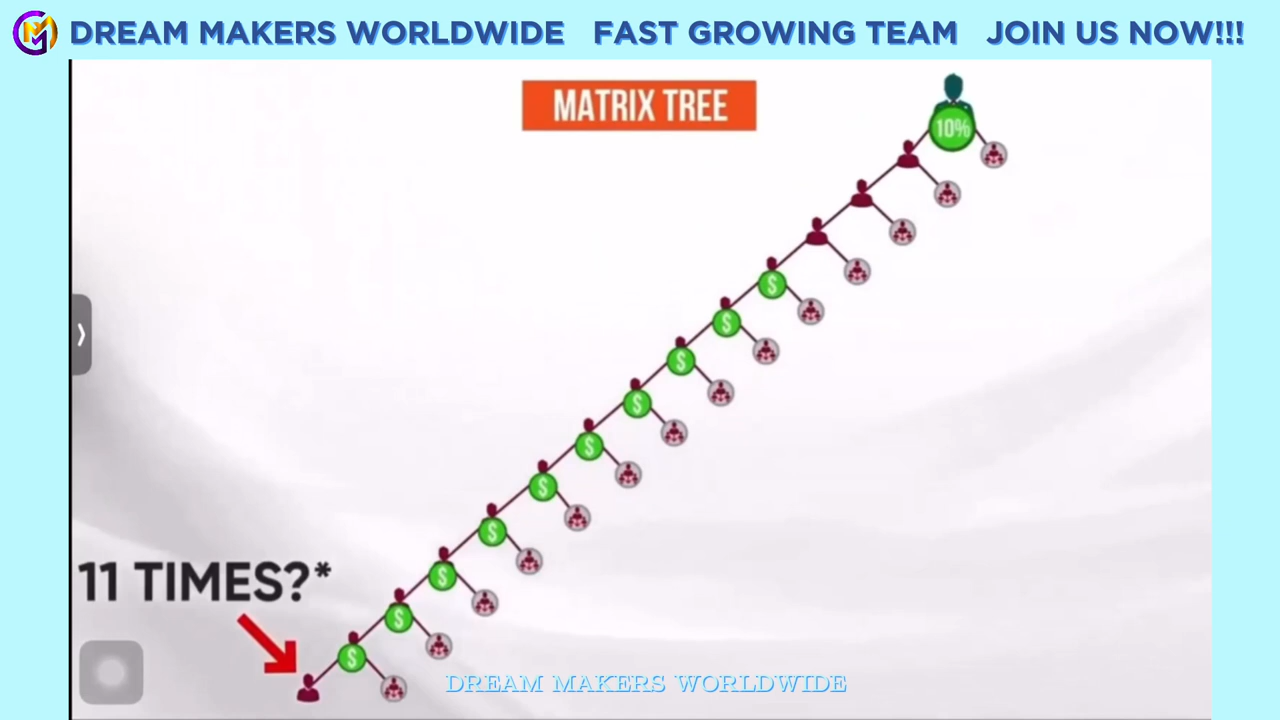 DREAM MAKERS WORLDWIDE FAST GROWING TEAM JOIN US NOW!!!
MATRIX TREE
10%
$
$
$
$
$
$
$
$
$
$
11 TIMES?*
DREAM MAKERS WORLDWIDE